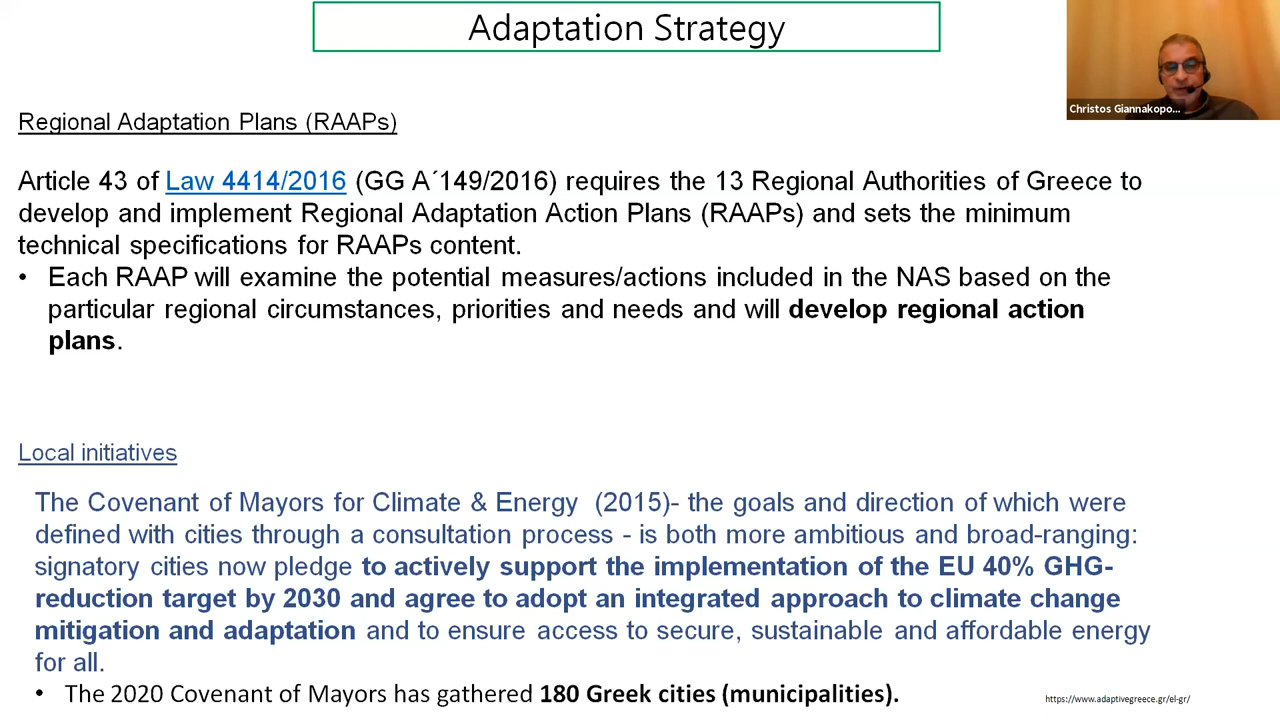 Adaptation Strategy
Christos Giannakopo...
Regional Adaptation Plans (RAAPs)
Article 43 of Law 4414/2016 (GG A´149/2016) requires the 13 Regional Authorities of Greece to
develop and implement Regional Adaptation Action Plans (RAAPs) and sets the minimum
technical specifications for RAAPs content.
• Each RAAP will examine the potential measures/actions included in the NAS based on the
particular regional circumstances, priorities and needs and will develop regional action
plans.
Local initiatives
The Covenant of Mayors for Climate & Energy (2015)- the goals and direction of which were
defined with cities through a consultation process - is both more ambitious and broad-ranging:
signatory cities now pledge to actively support the implementation of the EU 40% GHG-
reduction target by 2030 and agree to adopt an integrated approach to climate change
mitigation and adaptation and to ensure access to secure, sustainable and affordable energy
for all.
• The 2020 Covenant of Mayors has gathered 180 Greek cities (municipalities).
https://www.adaptivegreece.gr/el-gr/